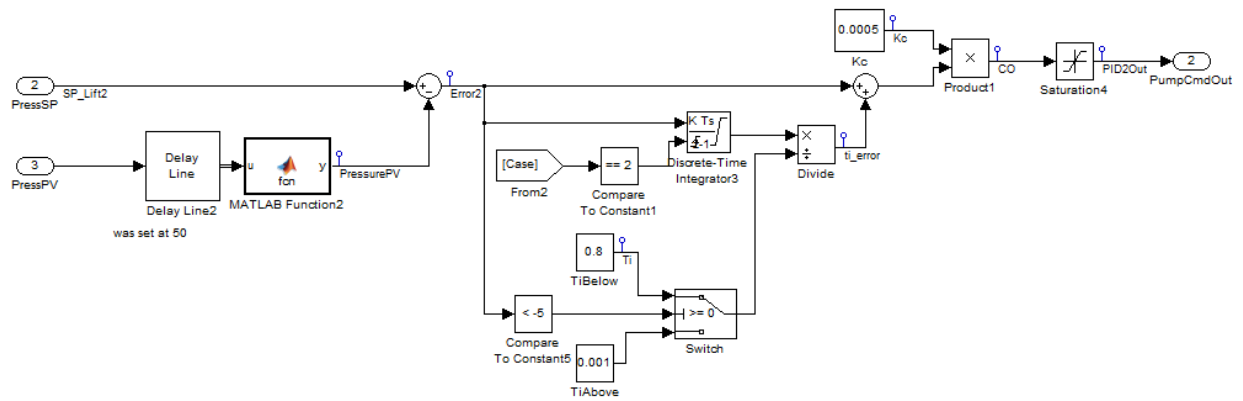 0.0005
Kc
Kc
2
PressSP
SP_Lift2
+
−
Error2
+
+
×
Product1
CO
Saturation4
PID2Out
2
PumpCmdOut
3
PressPV
Delay
Line
Delay Line2
was set at 50
u
fcn
y
MATLAB Function2
PressurePV
[Case]
From2
== 2
Compare
To Constant1
K Ts
-1
Discrete-Time
Integrator3
×
÷
Divide
ti_error
0.8
Ti
TiBelow
< -5
Compare
To Constant5
>= 0
Switch
0.001
TiAbove